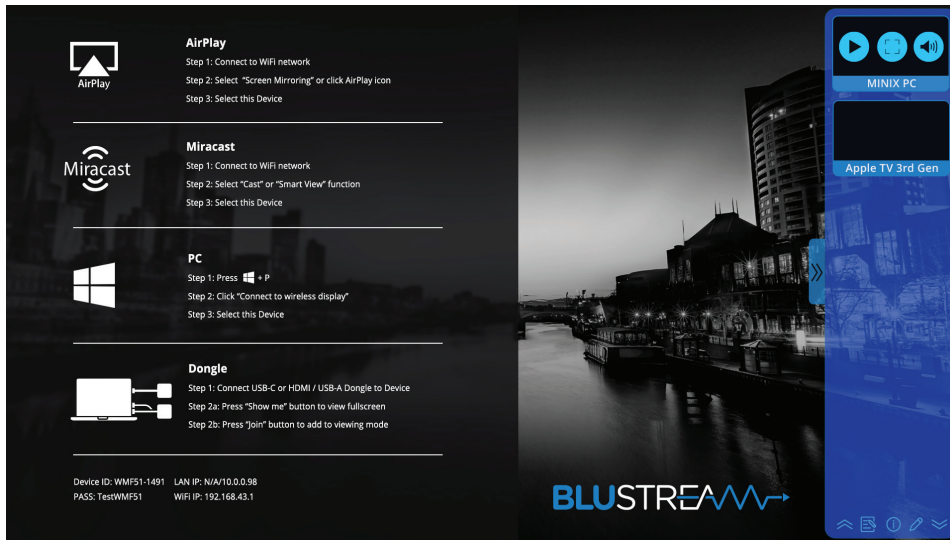 AirPlay
AirPlay
Step 1: Connect to WiFi network
Step 2: Select "Screen Mirroring" or click AirPlay icon
Step 3: Select this Device
Miracast
Miracast
Step 1: Connect to WiFi network
Step 2: Select "Cast" or "Smart View" function
Step 3: Select this Device
PC
Step 1: Press + P
Step 2: Click "Connect to wireless display"
Step 3: Select this Device
Dongle
Step 1: Connect USB-C or HDMI / USB-A Dongle to Device
Step 2a: Press "Show me" button to view fullscreen
Step 2b: Press "Join" button to add to viewing mode
Device ID: WMF51-1491 LAN IP: N/A/10.0.0.98
PASS: TestWMF51 WiFi IP: 192.168.43.1
BLUSTREAM
MINIX PC
Apple TV 3rd Gen